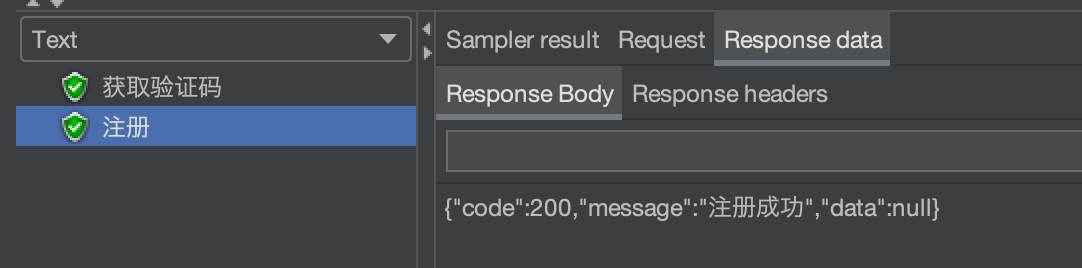 Text
Sampler result Request Response data
获取验证码
Response Body Response headers
注册
{"code":200,"message":"注册成功","data":null}